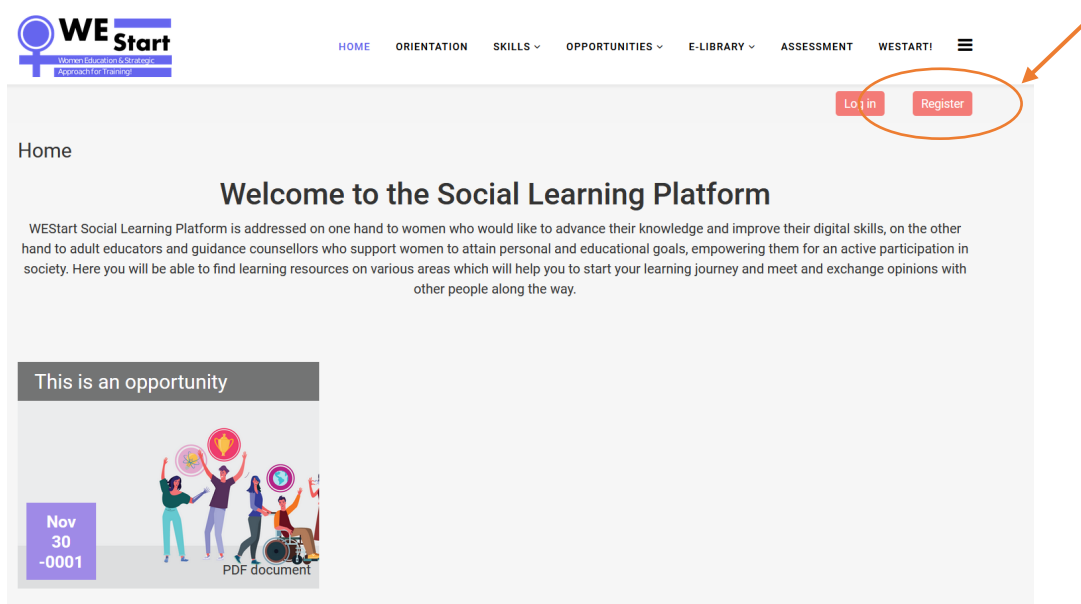 WE Start
Women Education & Strategic
Approach for Training!
HOME ORIENTATION SKILLS OPPORTUNITIES E-LIBRARY ASSESSMENT WESTART!
Log in Register
Home
Welcome to the Social Learning Platform
WEStart Social Learning Platform is addressed on one hand to women who would like to advance their knowledge and improve their digital skills, on the other
hand to adult educators and guidance counsellors who support women to attain personal and educational goals, empowering them for an active participation in
society. Here you will be able to find learning resources on various areas which will help you to start your learning journey and meet and exchange opinions with
other people along the way.
This is an opportunity
Nov
30
-0001
PDF document